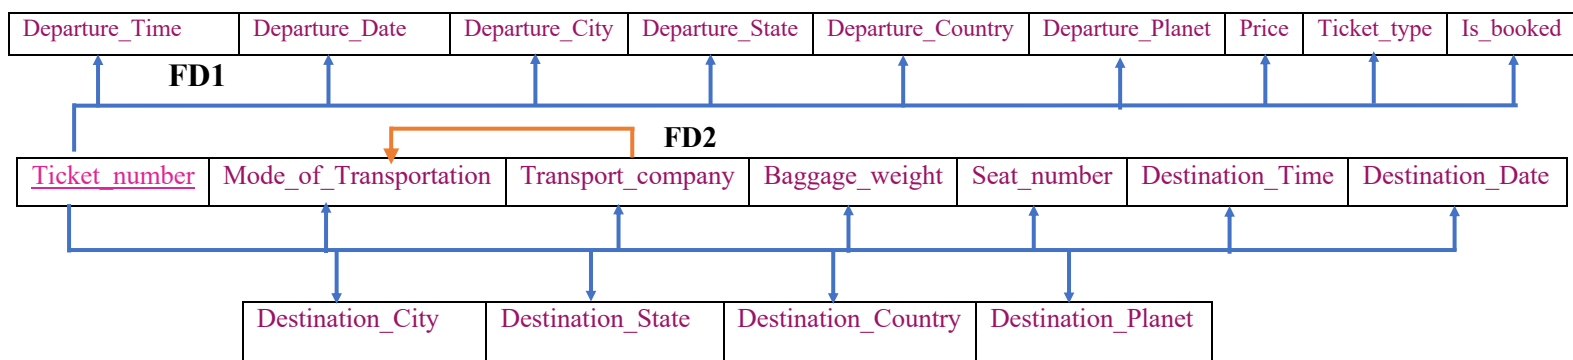 Departure_Time Departure_Date Departure_City Departure_State Departure_Country Departure_Planet Price Ticket_type Is_booked
FD1
FD2
Ticket_number Mode_of_Transportation Transport_company Baggage_weight Seat_number Destination_Time Destination_Date
Destination_City Destination_State Destination_Country Destination_Planet